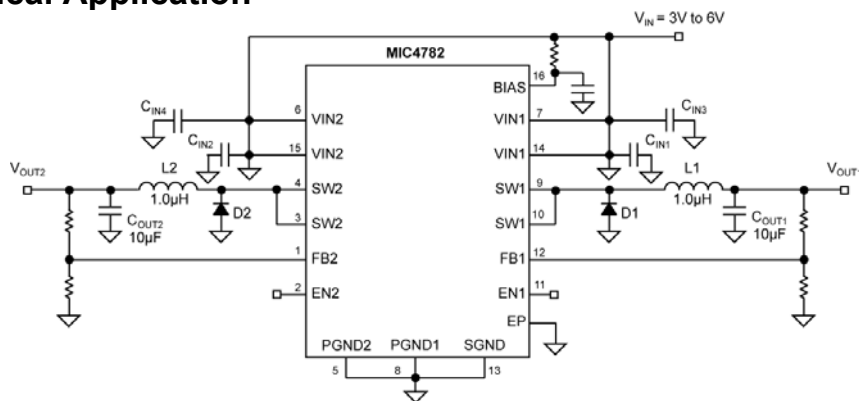 ical Application
V_IN = 3V to 6V
MIC4782
16
BIAS
C_IN4
6
VIN2
7
VIN1
C_IN3
C_IN2
15
VIN2
14
VIN1
C_IN1
V_OUT2
L2
1.0µH
4
SW2
9
SW1
L1
1.0µH
V_OUT1
D2
3
SW2
10
SW1
D1
C_OUT2
10µF
C_OUT1
10µF
1
FB2
12
FB1
2
EN2
11
EN1
EP
PGND2
PGND1
SGND
5
8
13